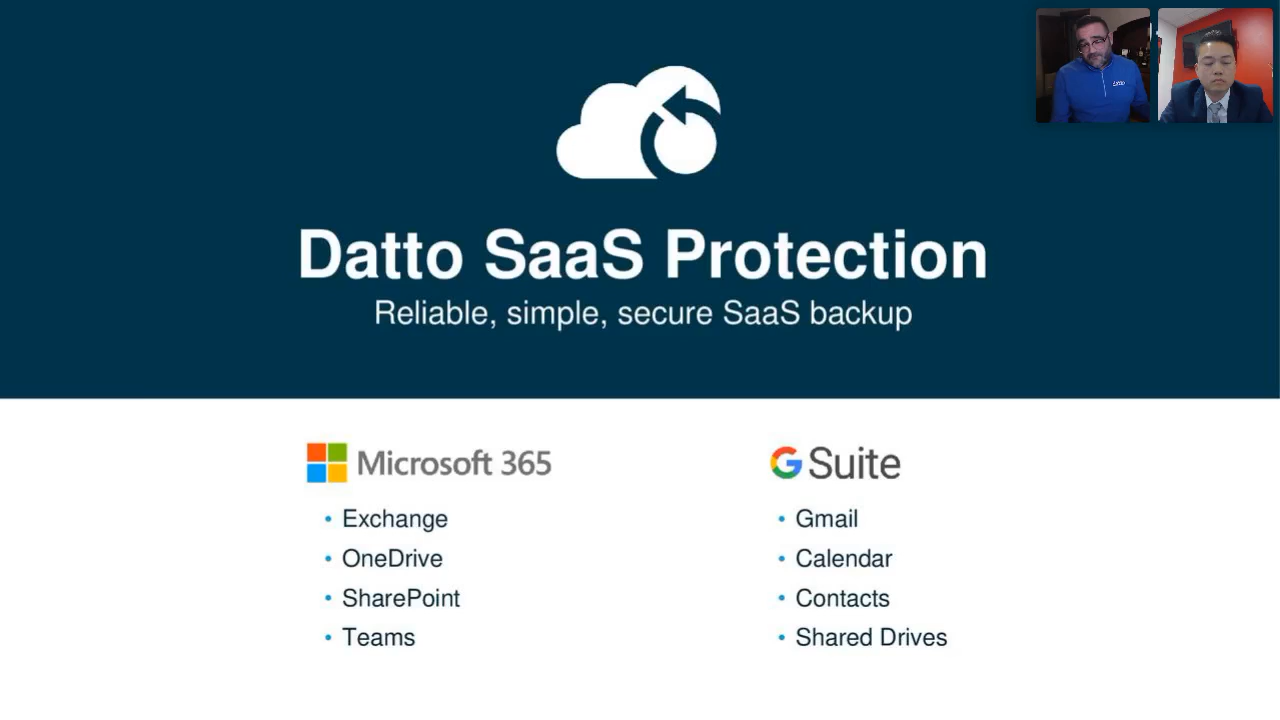 Datto SaaS Protection
Reliable, simple, secure SaaS backup
Microsoft 365
• Exchange
• OneDrive
• SharePoint
• Teams
G Suite
• Gmail
• Calendar
• Contacts
• Shared Drives